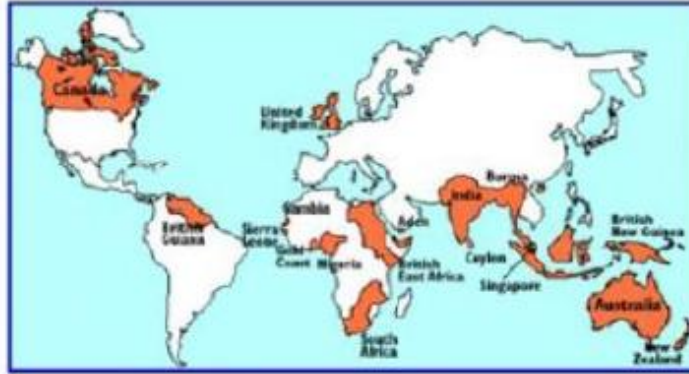 Canada
United
Kingdom
British
Guiana
Gambia
Sierra
Leone
Gold
Coast
Nigeria
Aden
British
East Africa
South
Africa
India
Burma
Ceylon
Singapore
British
New Guinea
Australia
New
Zealand